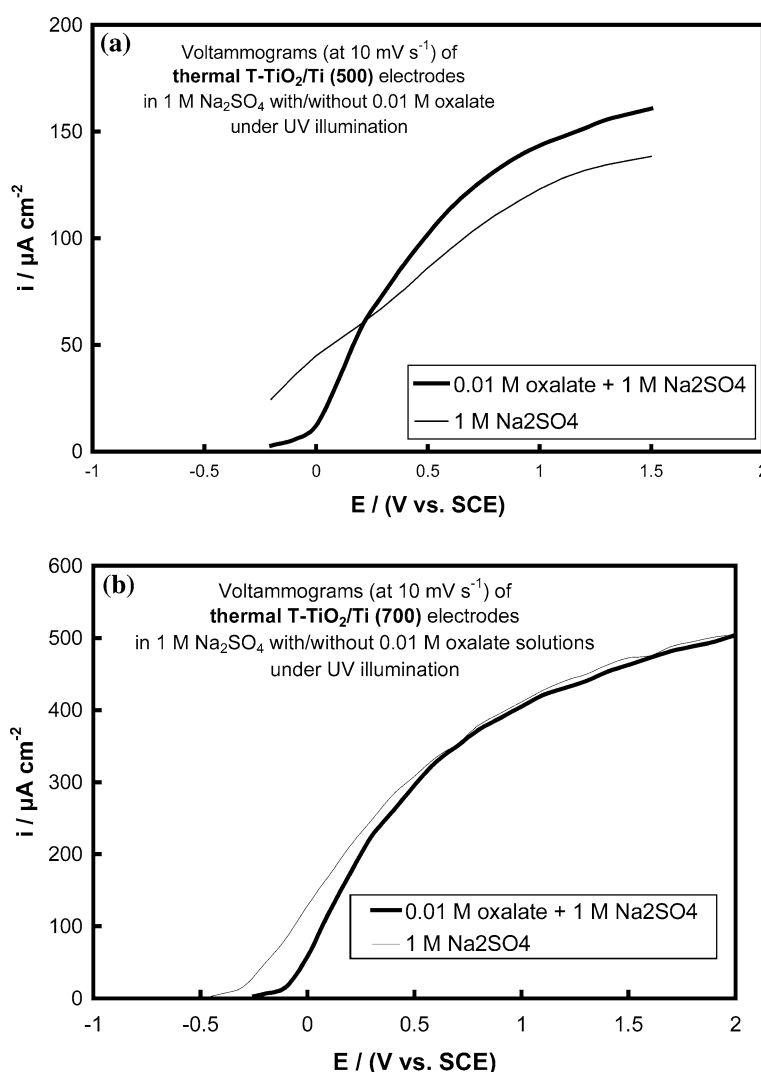 200
(a)
Voltammograms (at 10 mV s⁻¹) of
thermal T-TiO₂/Ti (500) electrodes
in 1 M Na₂SO₄ with/without 0.01 M oxalate
under UV illumination
150
100
50
0
i / µA cm⁻²
0.01 M oxalate + 1 M Na2SO4
1 M Na2SO4
-1 -0.5 0 0.5 1 1.5 2
E / (V vs. SCE)
600
(b)
Voltammograms (at 10 mV s⁻¹) of
thermal T-TiO₂/Ti (700) electrodes
in 1 M Na₂SO₄ with/without 0.01 M oxalate solutions
under UV illumination
500
400
300
200
100
0
i / µA cm⁻²
0.01 M oxalate + 1 M Na2SO4
1 M Na2SO4
-1 -0.5 0 0.5 1 1.5 2
E / (V vs. SCE)